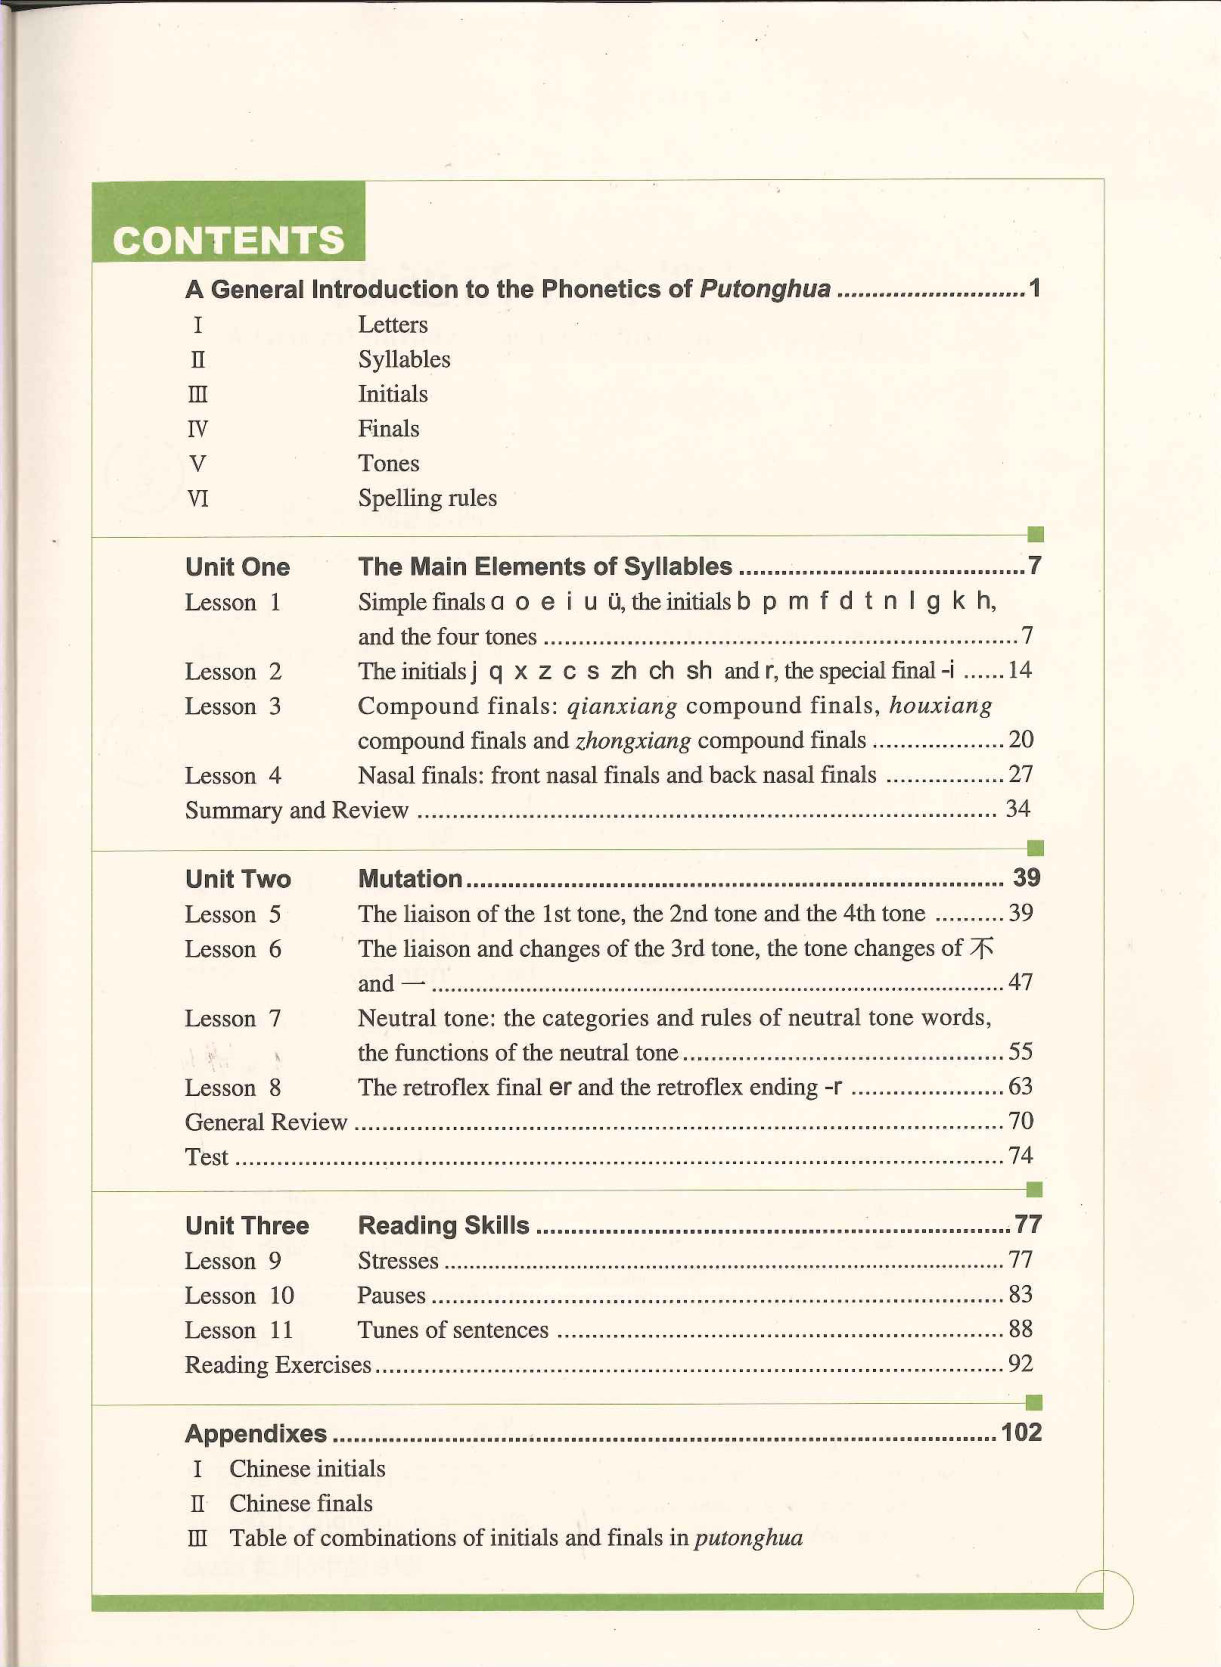 CONTENTS
A General Introduction to the Phonetics of Putonghua ........................... 1
I Letters
II Syllables
III Initials
IV Finals
V Tones
VI Spelling rules
Unit One The Main Elements of Syllables ......................................... 7
Lesson 1 Simple finals ɑ o e i u ü, the initials b p m f d t n l g k h,
and the four tones ............................................................................ 7
Lesson 2 The initials j q x z c s zh ch sh and r, the special final -i ...... 14
Lesson 3 Compound finals: qianxiang compound finals, houxiang
compound finals and zhongxiang compound finals ................... 20
Lesson 4 Nasal finals: front nasal finals and back nasal finals ................. 27
Summary and Review ................................................................................... 34
Unit Two Mutation ............................................................................. 39
Lesson 5 The liaison of the 1st tone, the 2nd tone and the 4th tone .......... 39
Lesson 6 The liaison and changes of the 3rd tone, the tone changes of 不
and 一 ........................................................................................... 47
Lesson 7 Neutral tone: the categories and rules of neutral tone words,
the functions of the neutral tone .............................................. 55
Lesson 8 The retroflex final er and the retroflex ending -r ...................... 63
General Review ............................................................................................. 70
Test .............................................................................................................. 74
Unit Three Reading Skills .................................................................... 77
Lesson 9 Stresses ................................................................................ 77
Lesson 10 Pauses .................................................................................. 83
Lesson 11 Tunes of sentences ................................................................ 88
Reading Exercises .......................................................................................... 92
Appendixes ............................................................................................... 102
I Chinese initials
II Chinese finals
III Table of combinations of initials and finals in putonghua